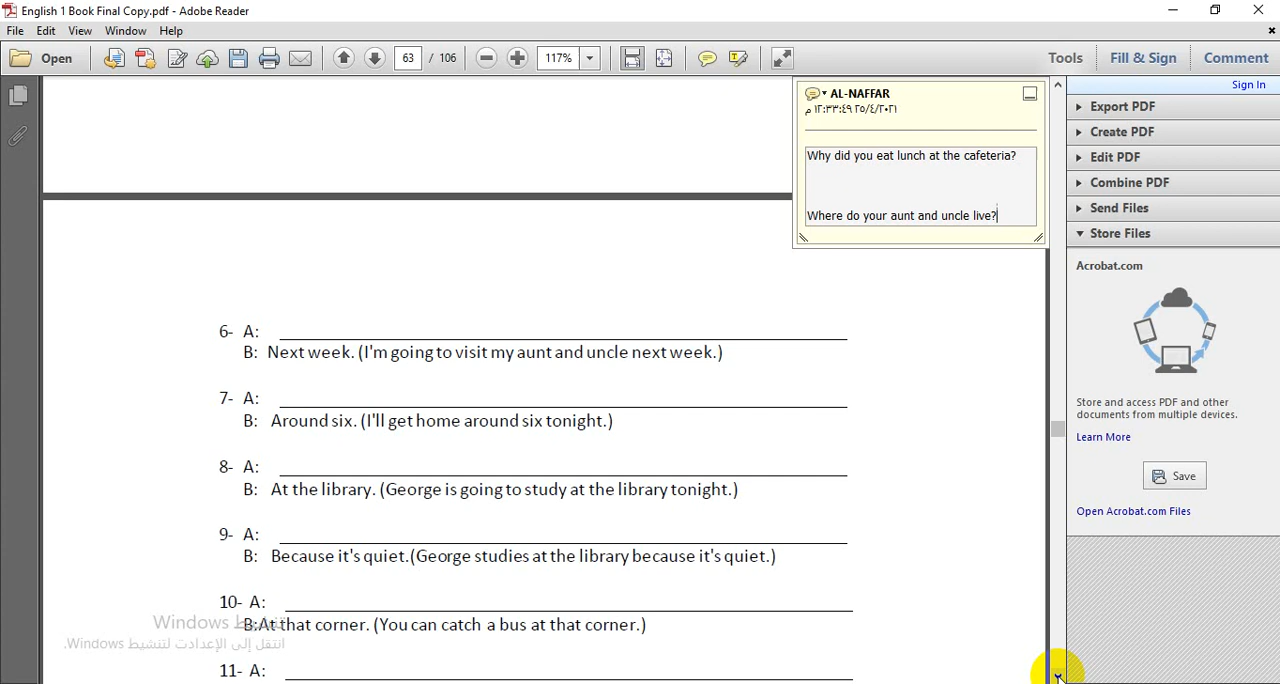 English 1 Book Final Copy.pdf - Adobe Reader
File Edit View Window Help
Open 63 / 106 117% Tools Fill & Sign Comment
Sign In
AL-NAFFAR
٢٥/٤/٢٠٢١ ١٢:٣٣:٤٩ م
Why did you eat lunch at the cafeteria?
Where do your aunt and uncle live?
6- A:
B: Next week. (I'm going to visit my aunt and uncle next week.)
7- A:
B: Around six. (I'll get home around six tonight.)
8- A:
B: At the library. (George is going to study at the library tonight.)
9- A:
B: Because it's quiet.(George studies at the library because it's quiet.)
10- A:
B:At that corner. (You can catch a bus at that corner.)
11- A:
تنشيط Windows
انتقل إلى الإعدادات لتنشيط Windows.
Export PDF
Create PDF
Edit PDF
Combine PDF
Send Files
Store Files
Acrobat.com
Store and access PDF and other
documents from multiple devices.
Learn More
Save
Open Acrobat.com Files